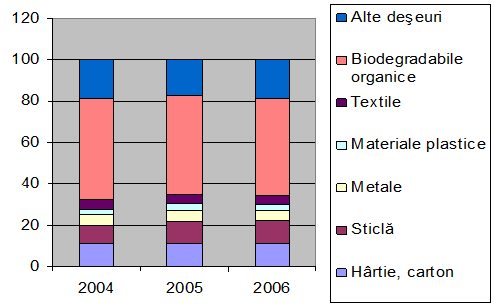 120
100
80
60
40
20
0
2004
2005
2006
Alte deşeuri
Biodegradabile
organice
Textile
Materiale plastice
Metale
Sticlă
Hârtie, carton